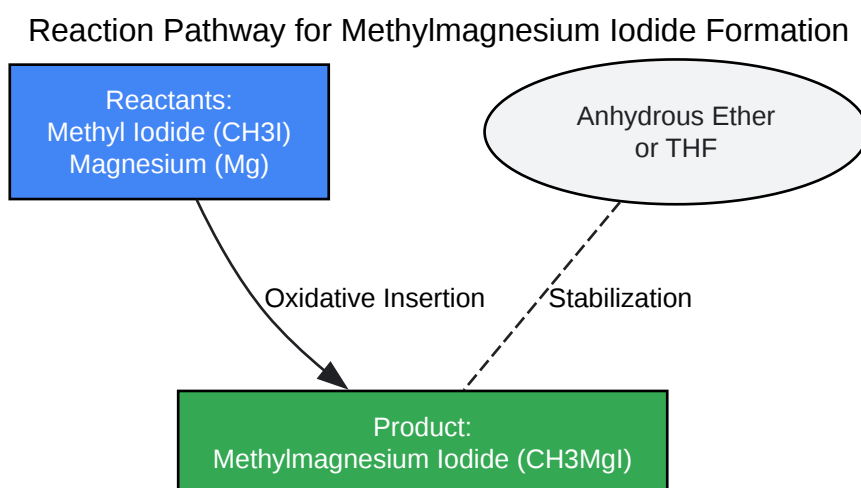 Reaction Pathway for Methylmagnesium Iodide Formation
Reactants:
Methyl Iodide (CH3I)
Magnesium (Mg)
Anhydrous Ether
or THF
Oxidative Insertion
Stabilization
Product:
Methylmagnesium Iodide (CH3MgI)